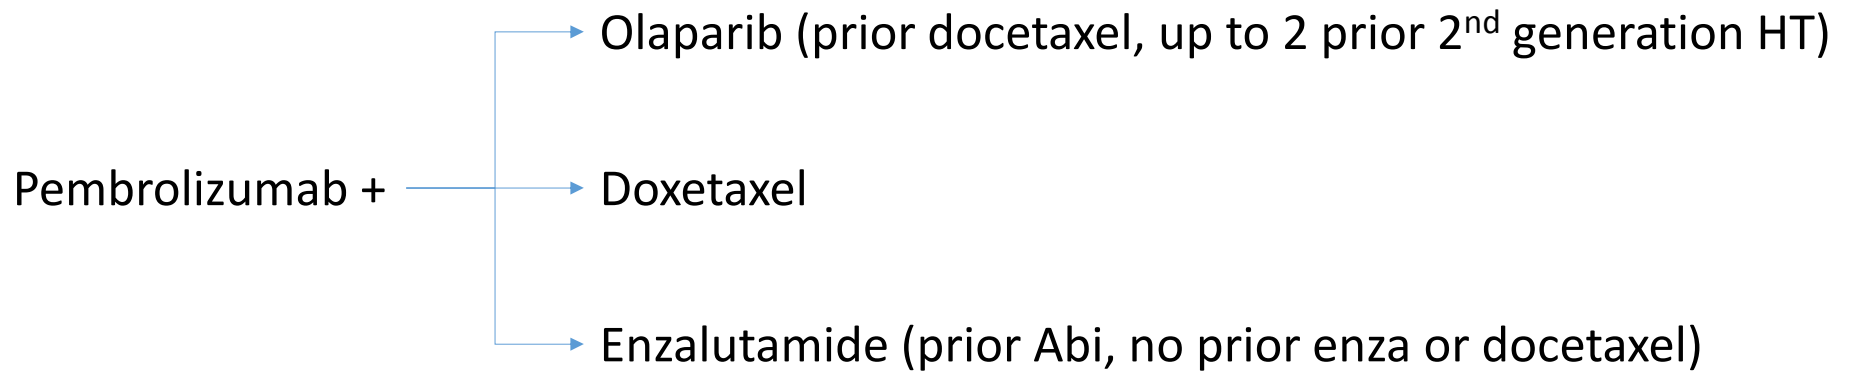 Olaparib (prior docetaxel, up to 2 prior 2nd generation HT)
Pembrolizumab +
Doxetaxel
Enzalutamide (prior Abi, no prior enza or docetaxel)